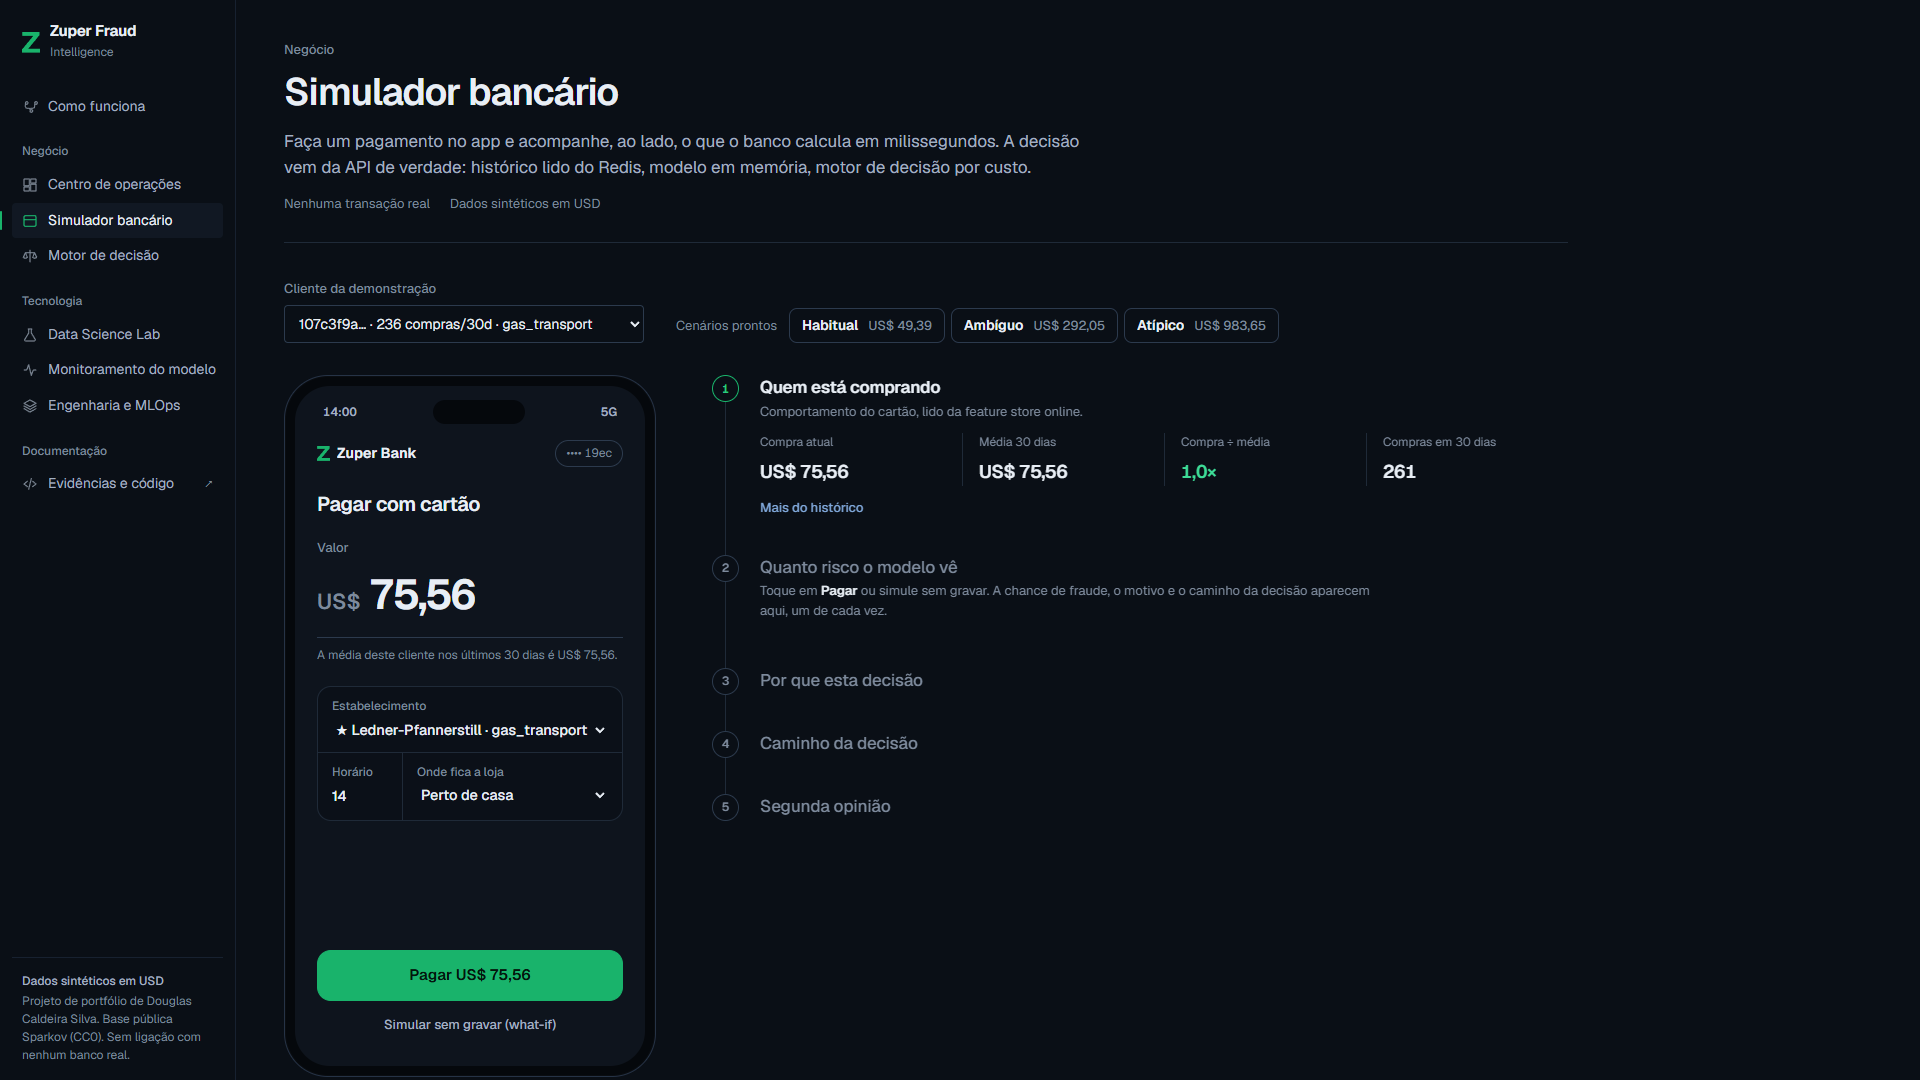 Zuper Fraud
Intelligence
Como funciona
Negócio
Centro de operações
Simulador bancário
Motor de decisão
Tecnologia
Data Science Lab
Monitoramento do modelo
Engenharia e MLOps
Documentação
Evidências e código ↗
Dados sintéticos em USD
Projeto de portfólio de Douglas
Caldeira Silva. Base pública
Sparkov (CC0). Sem ligação com
nenhum banco real.
Negócio
Simulador bancário
Faça um pagamento no app e acompanhe, ao lado, o que o banco calcula em milissegundos. A decisão
vem da API de verdade: histórico lido do Redis, modelo em memória, motor de decisão por custo.
Nenhuma transação real Dados sintéticos em USD
Cliente da demonstração
107c3f9a… · 236 compras/30d · gas_transport
Cenários prontos
Habitual US$ 49,39
Ambíguo US$ 292,05
Atípico US$ 983,65
14:00
5G
Zuper Bank
•••• 19ec
Pagar com cartão
Valor
US$ 75,56
A média deste cliente nos últimos 30 dias é US$ 75,56.
Estabelecimento
★ Ledner-Pfannerstill · gas_transport
Horário
14
Onde fica a loja
Perto de casa
Pagar US$ 75,56
Simular sem gravar (what-if)
1
Quem está comprando
Comportamento do cartão, lido da feature store online.
Compra atual
US$ 75,56
Média 30 dias
US$ 75,56
Compra ÷ média
1,0×
Compras em 30 dias
261
Mais do histórico
2
Quanto risco o modelo vê
Toque em Pagar ou simule sem gravar. A chance de fraude, o motivo e o caminho da decisão aparecem
aqui, um de cada vez.
3
Por que esta decisão
4
Caminho da decisão
5
Segunda opinião